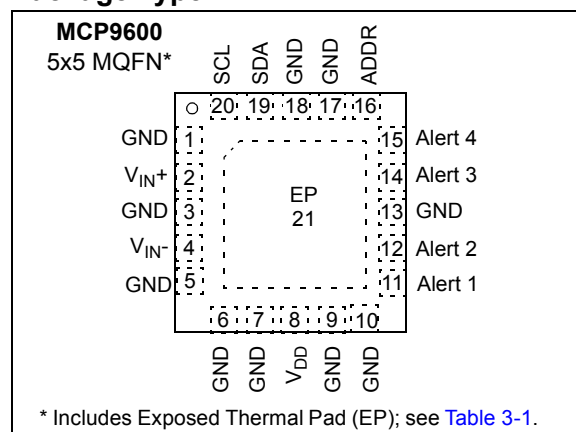 MCP9600
5x5 MQFN*
SCL
SDA
GND
GND
ADDR
20 19 18 17 16
GND 1
15 Alert 4
VIN+ 2
14 Alert 3
EP
21
GND 3
13 GND
VIN- 4
12 Alert 2
GND 5
11 Alert 1
6 7 8 9 10
GND
GND
VDD
GND
GND
* Includes Exposed Thermal Pad (EP); see Table 3-1.